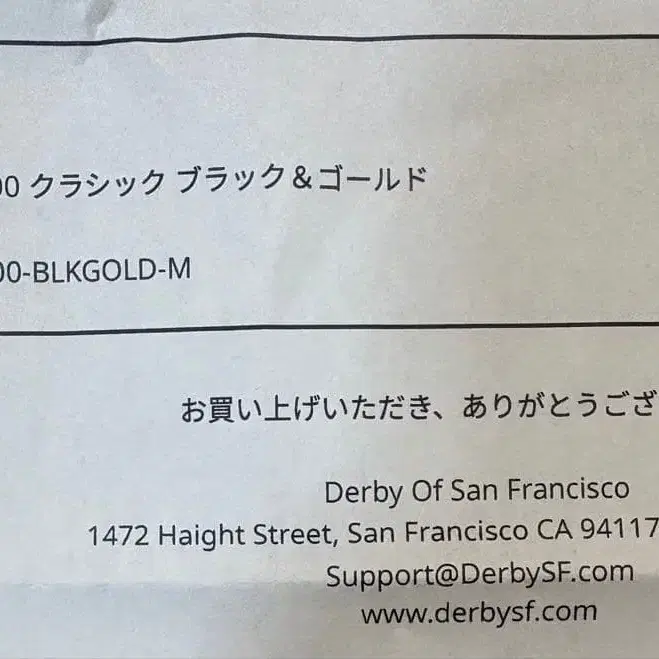 00 クラシック ブラック＆ゴールド
00-BLKGOLD-M
お買い上げいただき、ありがとうござ
Derby Of San Francisco
1472 Haight Street, San Francisco CA 94117
Support@DerbySF.com
www.derbysf.com